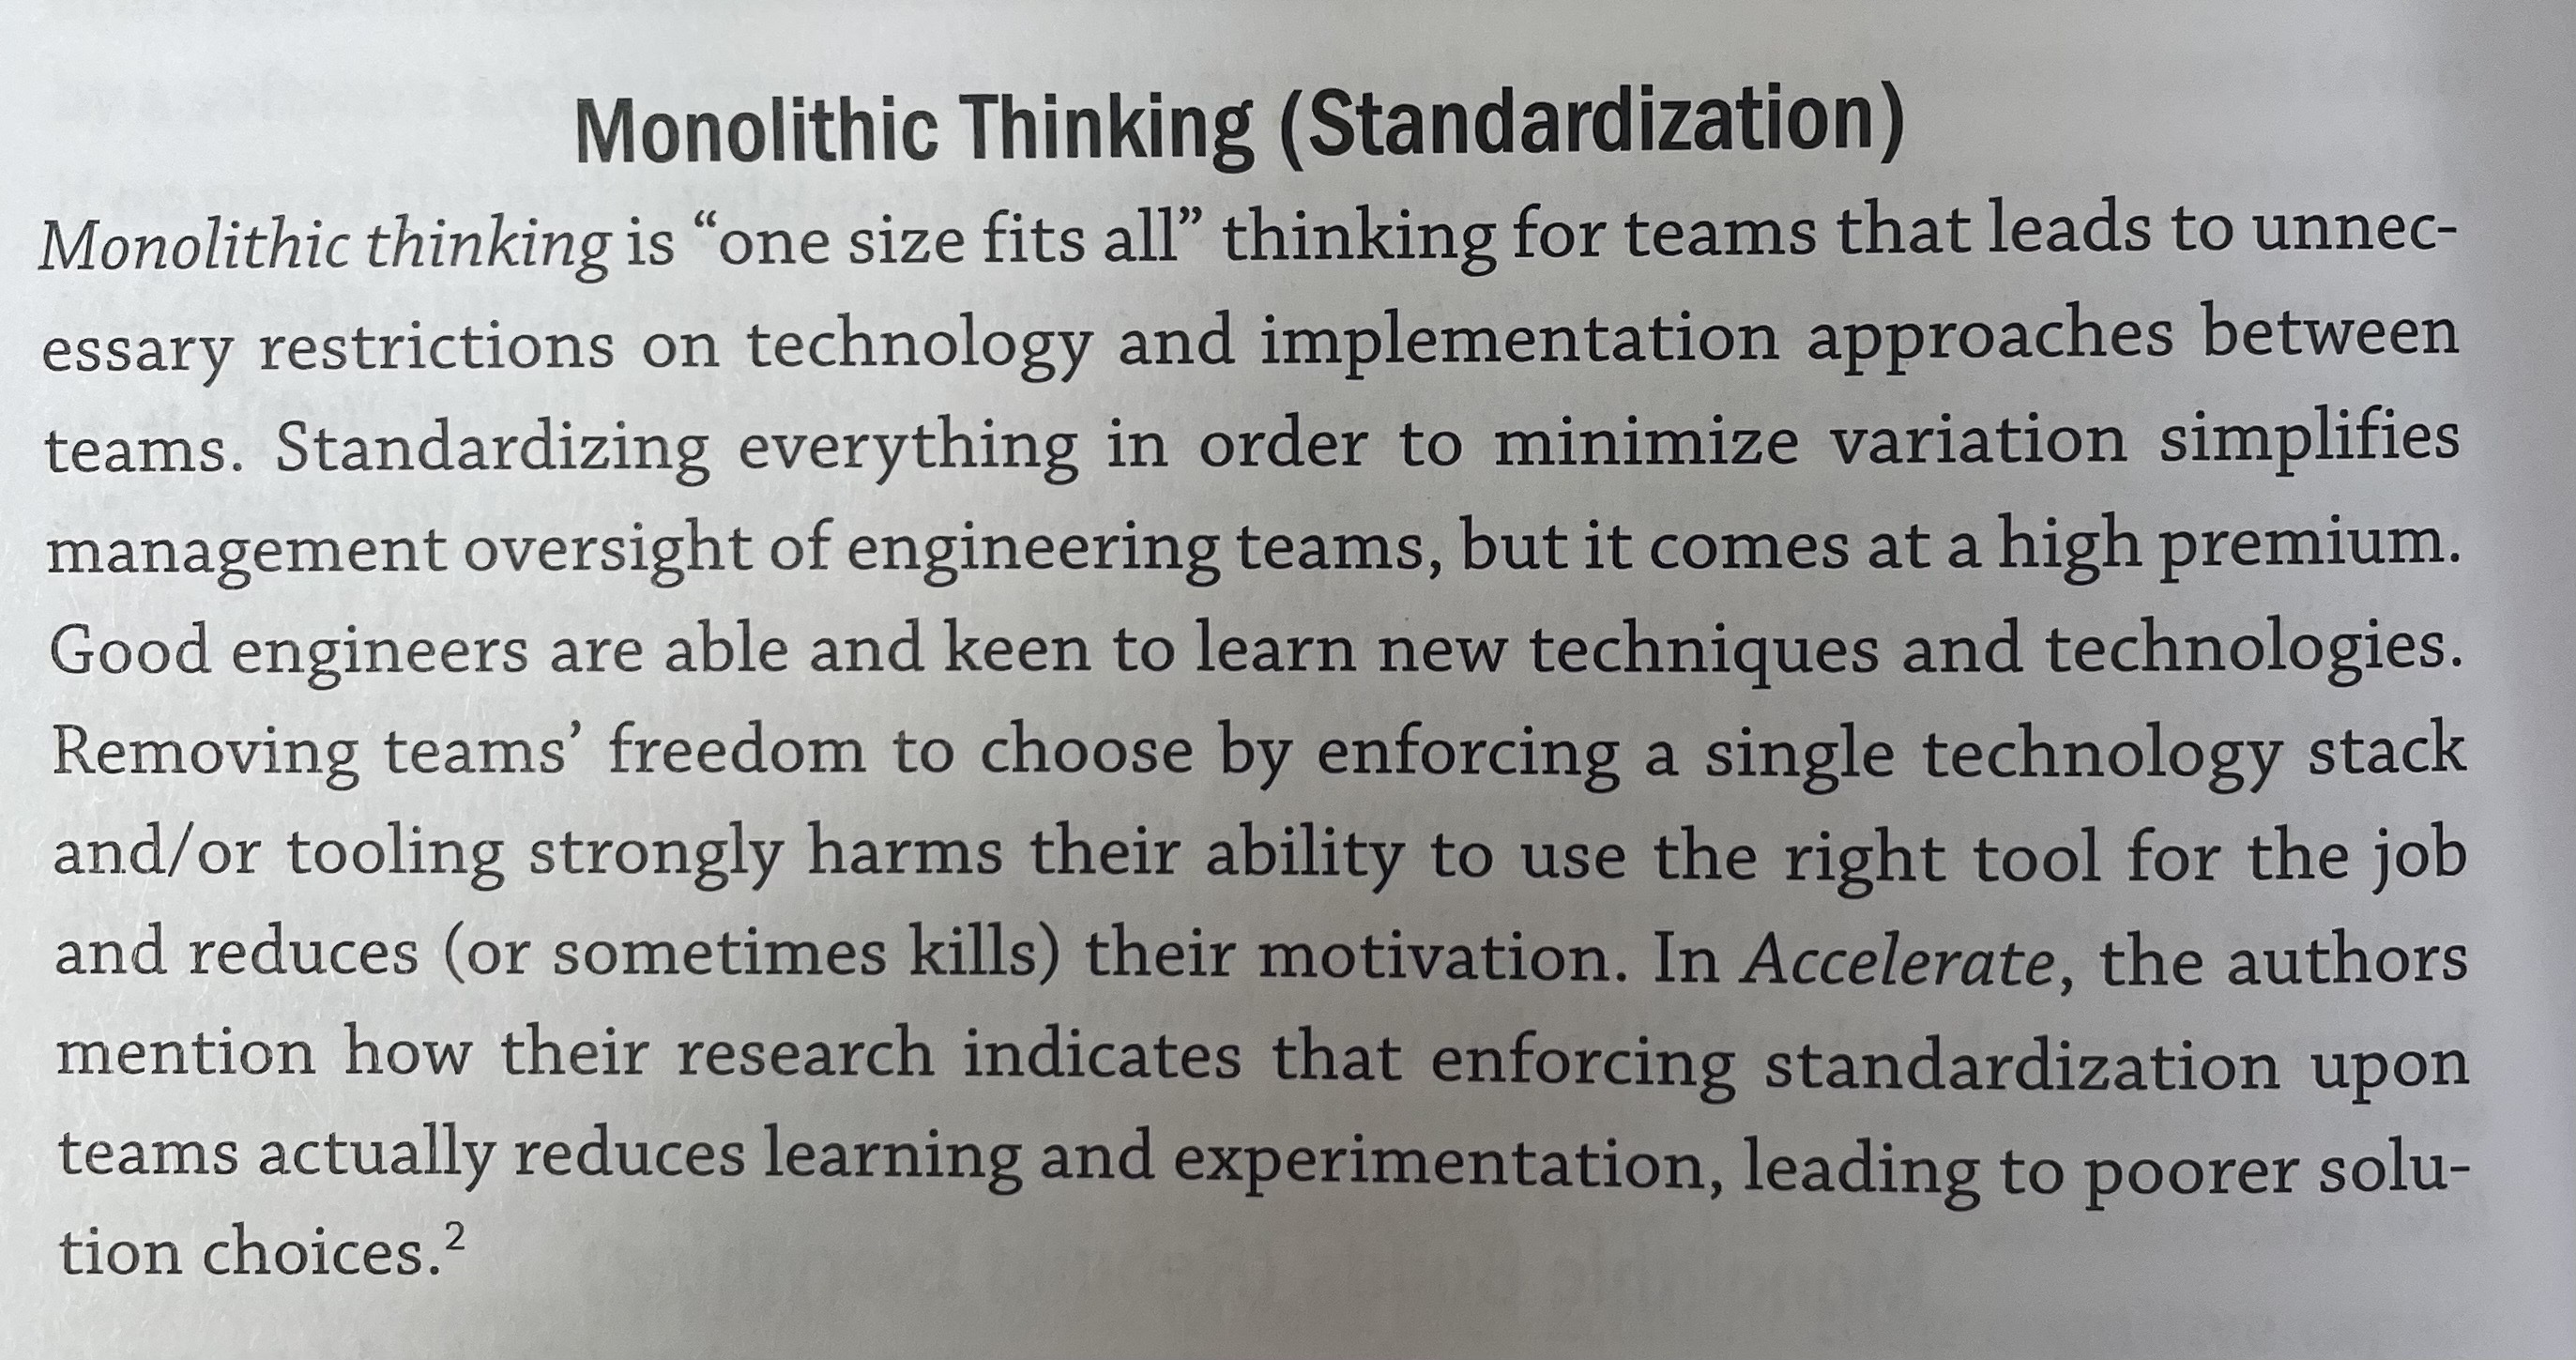 Monolithic Thinking (Standardization)
Monolithic thinking is “one size fits all” thinking for teams that leads to unnec-
essary restrictions on technology and implementation approaches between
teams. Standardizing everything in order to minimize variation simplifies
management oversight of engineering teams, but it comes at a high premium.
Good engineers are able and keen to learn new techniques and technologies.
Removing teams’ freedom to choose by enforcing a single technology stack
and/or tooling strongly harms their ability to use the right tool for the job
and reduces (or sometimes kills) their motivation. In Accelerate, the authors
mention how their research indicates that enforcing standardization upon
teams actually reduces learning and experimentation, leading to poorer solu-
tion choices.²